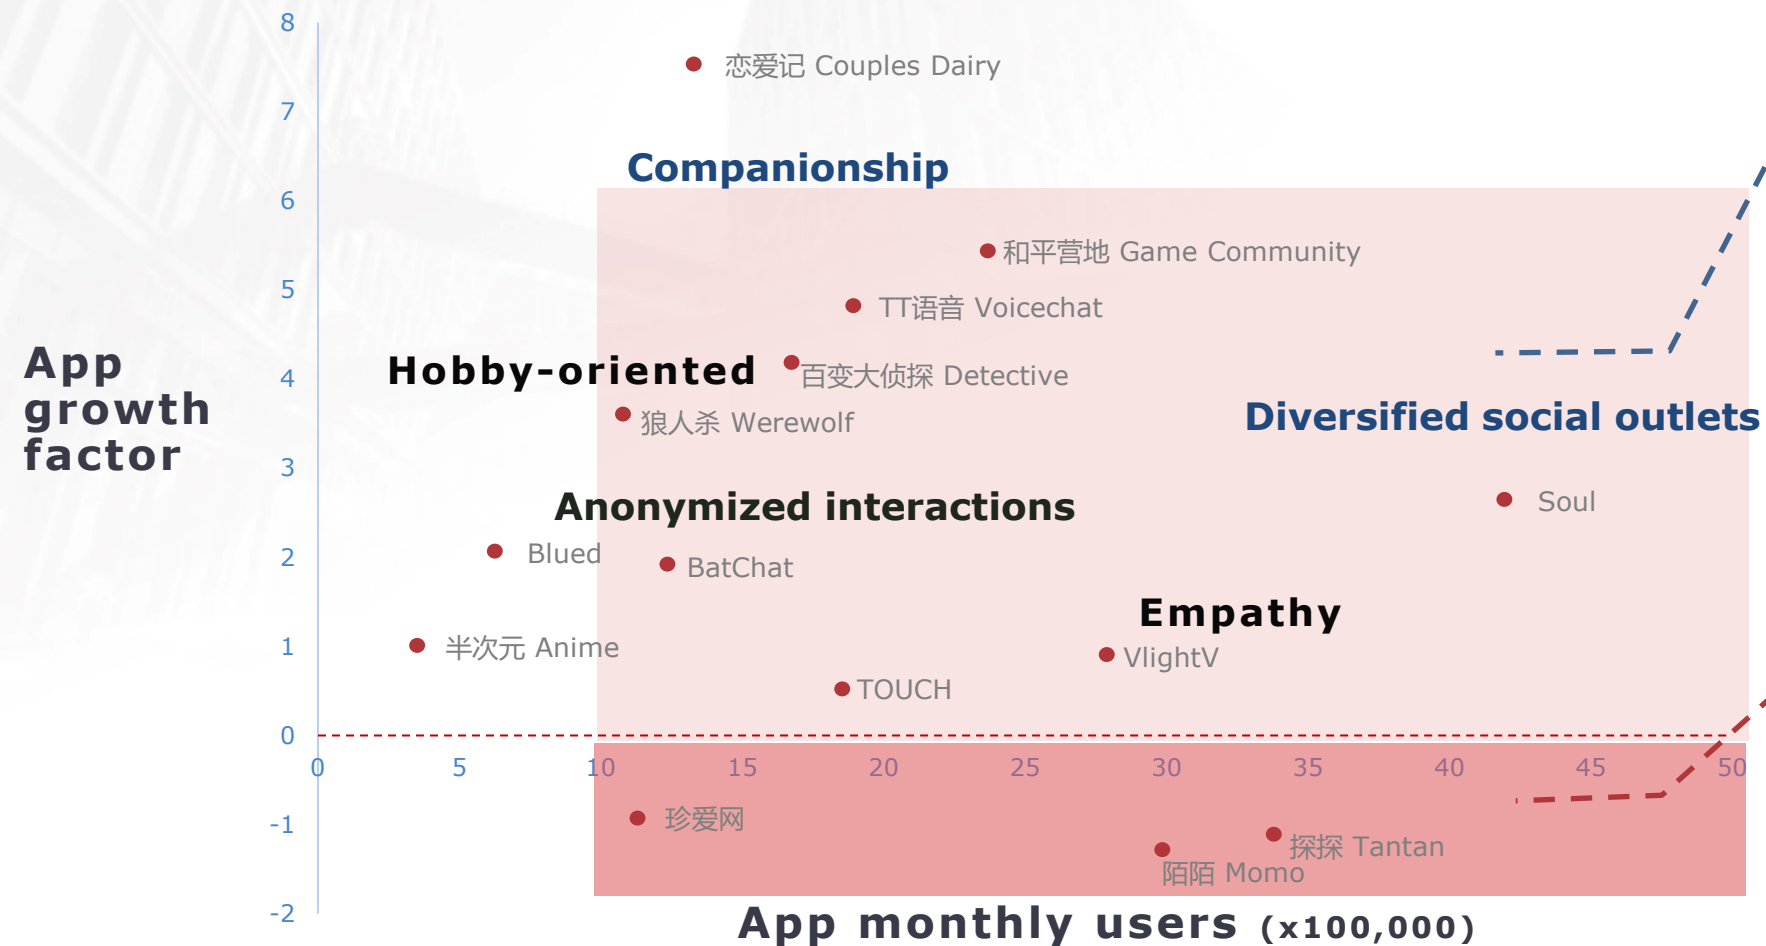 8
恋爱记 Couples Dairy
7
Companionship
6
和平营地 Game Community
5
TT语音 Voicechat
App
growth
factor
Hobby-oriented
4
百变大侦探 Detective
狼人杀 Werewolf
Diversified social outlets
3
Anonymized interactions
Soul
2
Blued
BatChat
Empathy
1
半次元 Anime
VlightV
TOUCH
0
0 5 10 15 20 25 30 35 40 45 50
-1
珍爱网
探探 Tantan
陌陌 Momo
-2
App monthly users (x100,000)